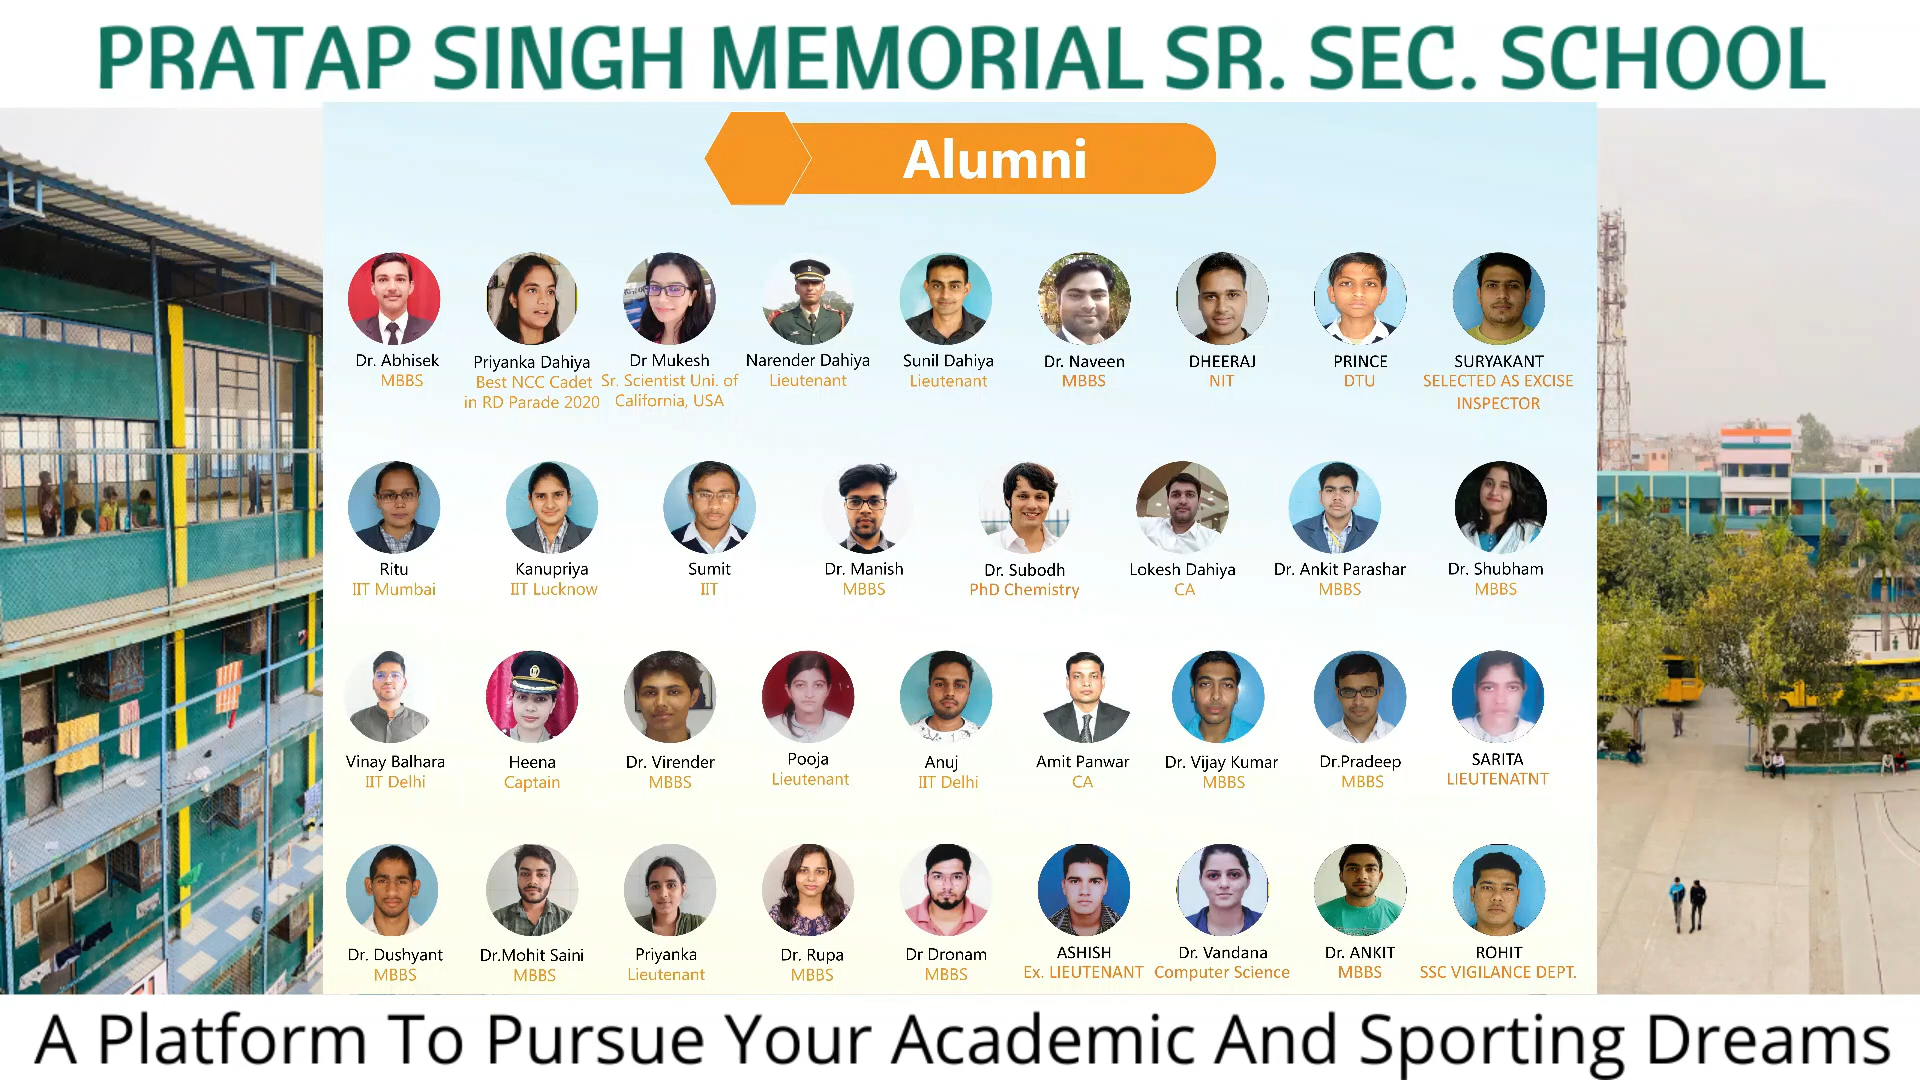 PRATAP SINGH MEMORIAL SR. SEC. SCHOOL
Alumni
Dr. Abhisek
MBBS
Priyanka Dahiya
Best NCC Cadet
in RD Parade 2020
Dr Mukesh
Sr. Scientist Uni. of
California, USA
Narender Dahiya
Lieutenant
Sunil Dahiya
Lieutenant
Dr. Naveen
MBBS
DHEERAJ
NIT
PRINCE
DTU
SURYAKANT
SELECTED AS EXCISE
INSPECTOR
Ritu
IIT Mumbai
Kanupriya
IIT Lucknow
Sumit
IIT
Dr. Manish
MBBS
Dr. Subodh
PhD Chemistry
Lokesh Dahiya
CA
Dr. Ankit Parashar
MBBS
Dr. Shubham
MBBS
Vinay Balhara
IIT Delhi
Heena
Captain
Dr. Virender
MBBS
Pooja
Lieutenant
Anuj
IIT Delhi
Amit Panwar
CA
Dr. Vijay Kumar
MBBS
Dr.Pradeep
MBBS
SARITA
LIEUTENATNT
Dr. Dushyant
MBBS
Dr.Mohit Saini
MBBS
Priyanka
Lieutenant
Dr. Rupa
MBBS
Dr Dronam
MBBS
ASHISH
Ex. LIEUTENANT
Dr. Vandana
Computer Science
Dr. ANKIT
MBBS
ROHIT
SSC VIGILANCE DEPT.
A Platform To Pursue Your Academic And Sporting Dreams